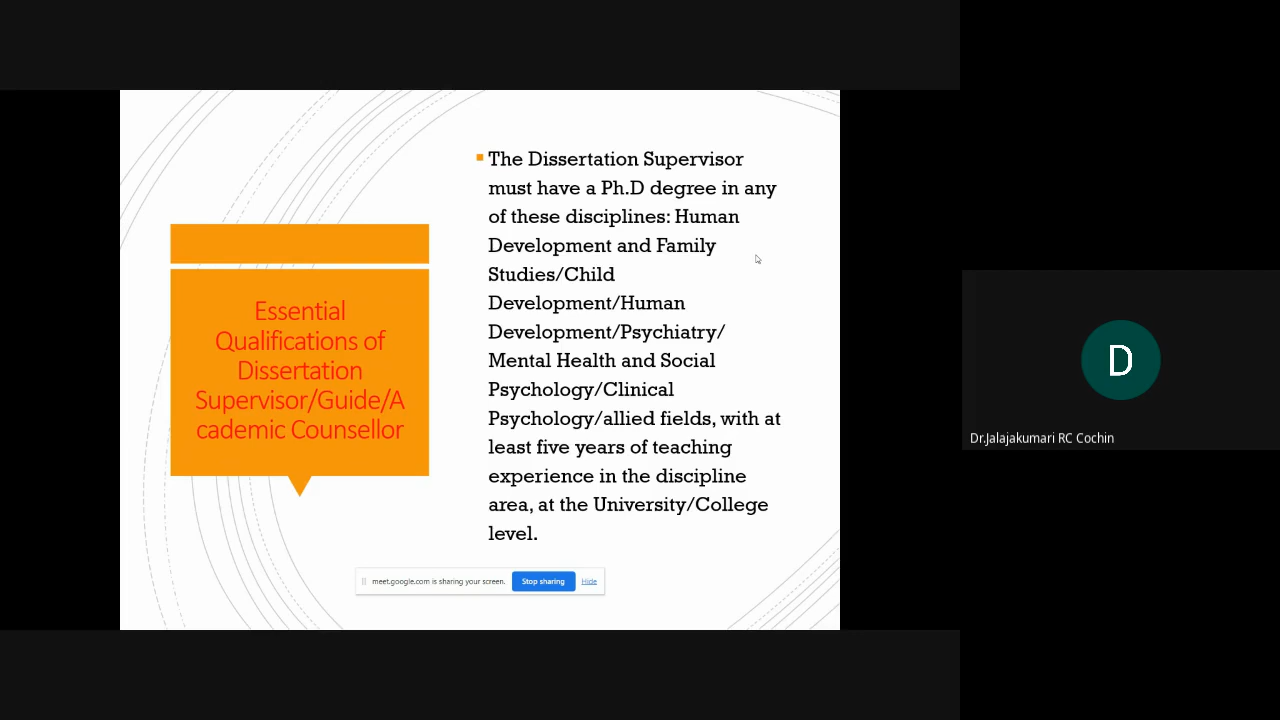 Essential
Qualifications of
Dissertation
Supervisor/Guide/A
cademic Counsellor
The Dissertation Supervisor
must have a Ph.D degree in any
of these disciplines: Human
Development and Family
Studies/Child
Development/Human
Development/Psychiatry/
Mental Health and Social
Psychology/Clinical
Psychology/allied fields, with at
least five years of teaching
experience in the discipline
area, at the University/College
level.
meet.google.com is sharing your screen.
Stop sharing
Hide
D
Dr.Jalajakumari RC Cochin